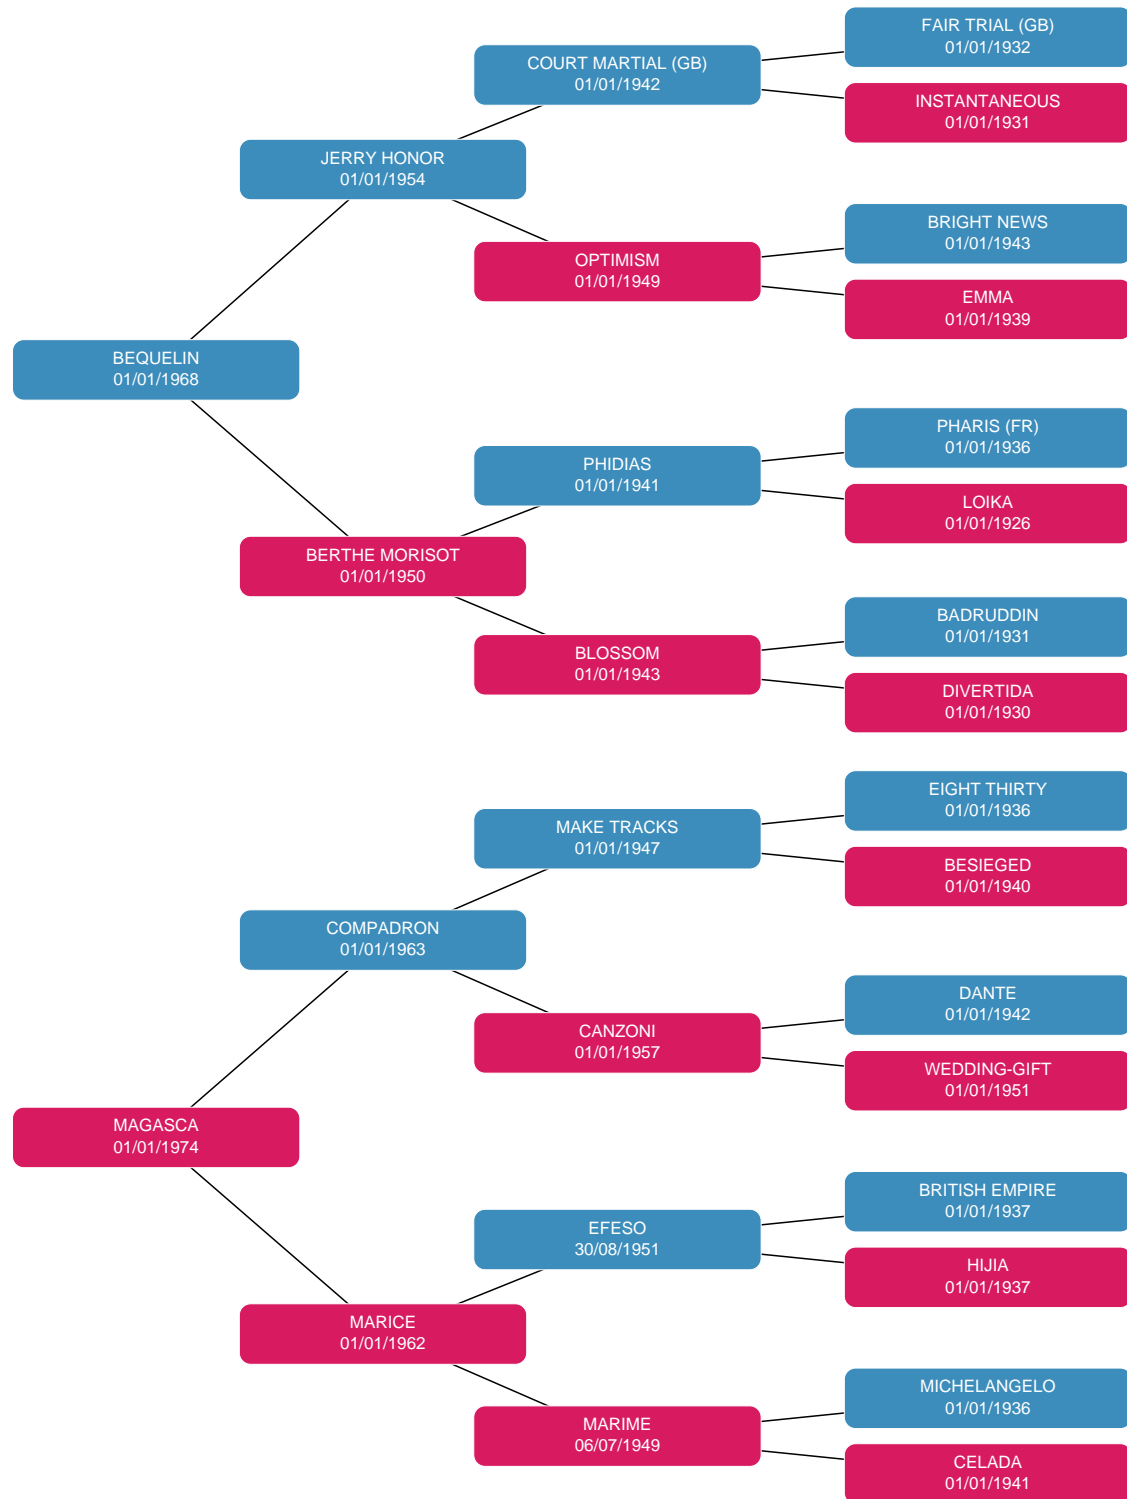 FAIR TRIAL (GB)
01/01/1932
COURT MARTIAL (GB)
01/01/1942
INSTANTANEOUS
01/01/1931
JERRY HONOR
01/01/1954
BRIGHT NEWS
01/01/1943
OPTIMISM
01/01/1949
EMMA
01/01/1939
BEQUELIN
01/01/1968
PHARIS (FR)
01/01/1936
PHIDIAS
01/01/1941
LOIKA
01/01/1926
BERTHE MORISOT
01/01/1950
BADRUDDIN
01/01/1931
BLOSSOM
01/01/1943
DIVERTIDA
01/01/1930
EIGHT THIRTY
01/01/1936
MAKE TRACKS
01/01/1947
BESIEGED
01/01/1940
COMPADRON
01/01/1963
DANTE
01/01/1942
CANZONI
01/01/1957
WEDDING-GIFT
01/01/1951
MAGASCA
01/01/1974
BRITISH EMPIRE
01/01/1937
EFESO
30/08/1951
HIJIA
01/01/1937
MARICE
01/01/1962
MICHELANGELO
01/01/1936
MARIME
06/07/1949
CELADA
01/01/1941